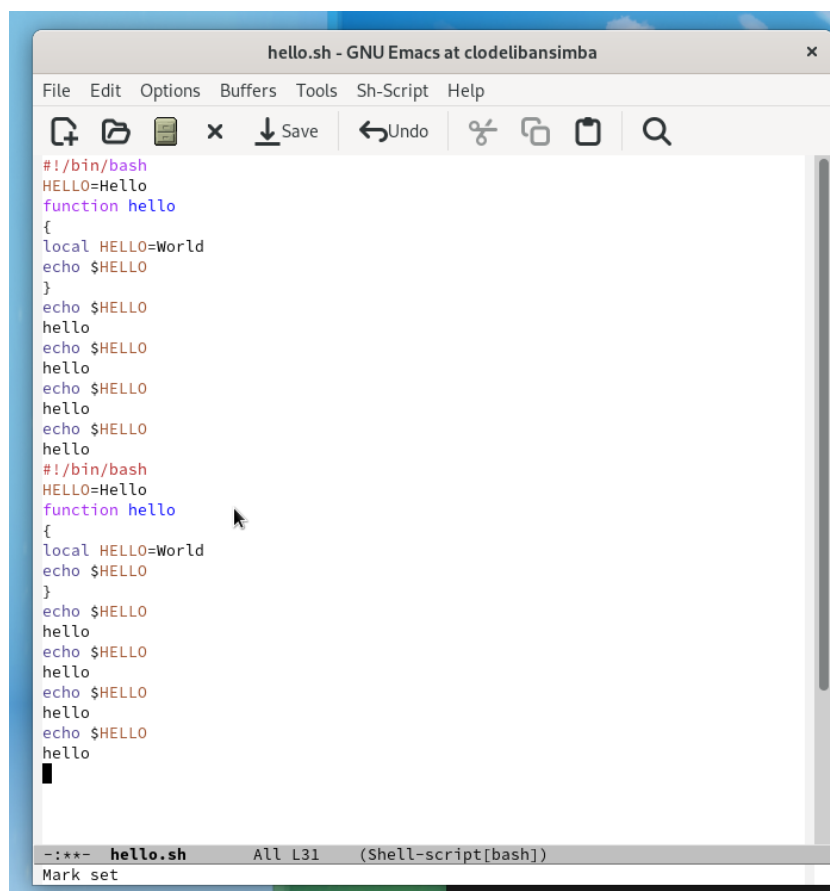 hello.sh - GNU Emacs at clodelibansimba
File Edit Options Buffers Tools Sh-Script Help
Save Undo
#!/bin/bash
HELLO=Hello
function hello
{
local HELLO=World
echo $HELLO
}
echo $HELLO
hello
echo $HELLO
hello
echo $HELLO
hello
echo $HELLO
hello
#!/bin/bash
HELLO=Hello
function hello
{
local HELLO=World
echo $HELLO
}
echo $HELLO
hello
echo $HELLO
hello
echo $HELLO
hello
echo $HELLO
hello
-:**- hello.sh All L31 (Shell-script[bash])
Mark set